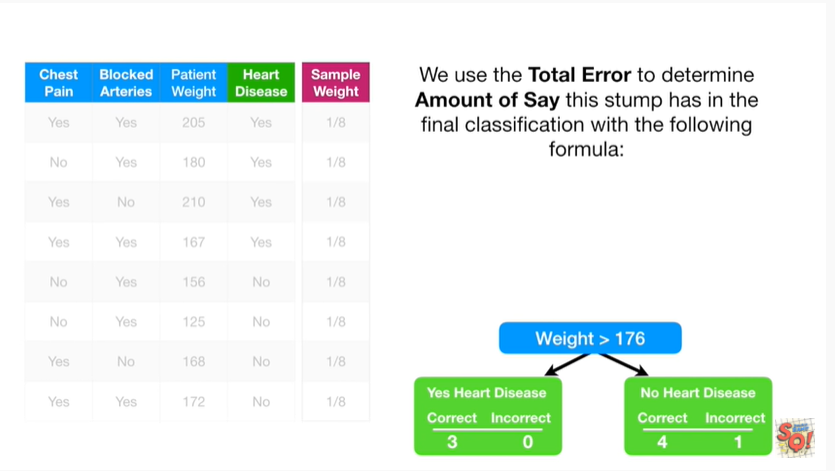 We use the Total Error to determine
Amount of Say this stump has in the
final classification with the following
formula:
Chest Pain Blocked Arteries Patient Weight Heart Disease Sample Weight
Yes Yes 205 Yes 1/8
No Yes 180 Yes 1/8
Yes No 210 Yes 1/8
Yes Yes 167 Yes 1/8
No Yes 156 No 1/8
No Yes 125 No 1/8
Yes No 168 No 1/8
Yes Yes 172 No 1/8
Weight > 176
Yes Heart Disease
Correct Incorrect
3 0
No Heart Disease
Correct Incorrect
4 1
SQ!